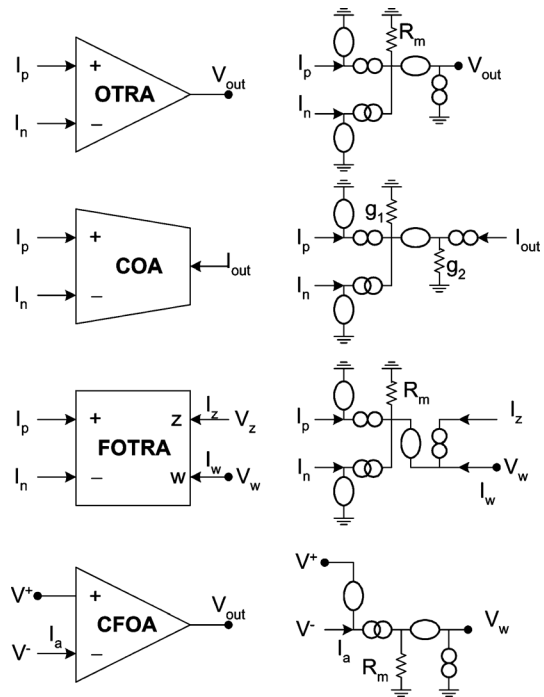 I_p + OTRA V_out
I_n −
I_p R_m V_out
I_n
I_p + COA I_out
I_n −
I_p g_1 I_out
I_n g_2
I_p + FOTRA z I_z V_z
I_n − w I_w V_w
I_p R_m I_z
I_n V_w
I_w
V⁺ + CFOA V_out
V⁻ I_a −
V⁺
V⁻ I_a R_m V_w